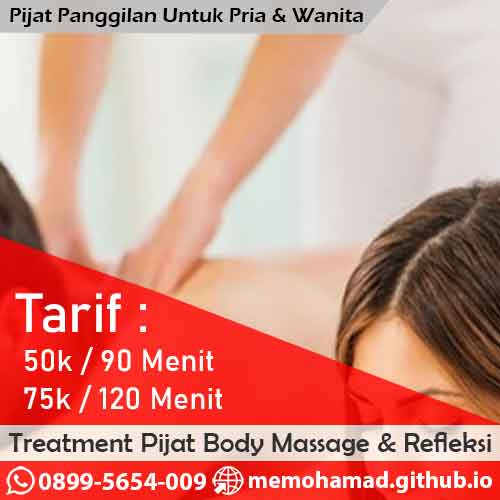 Pijat Panggilan Untuk Pria & Wanita
Tarif :
50k / 90 Menit
75k / 120 Menit
Treatment Pijat Body Massage & Refleksi
0899-5654-009 memohamad.github.io